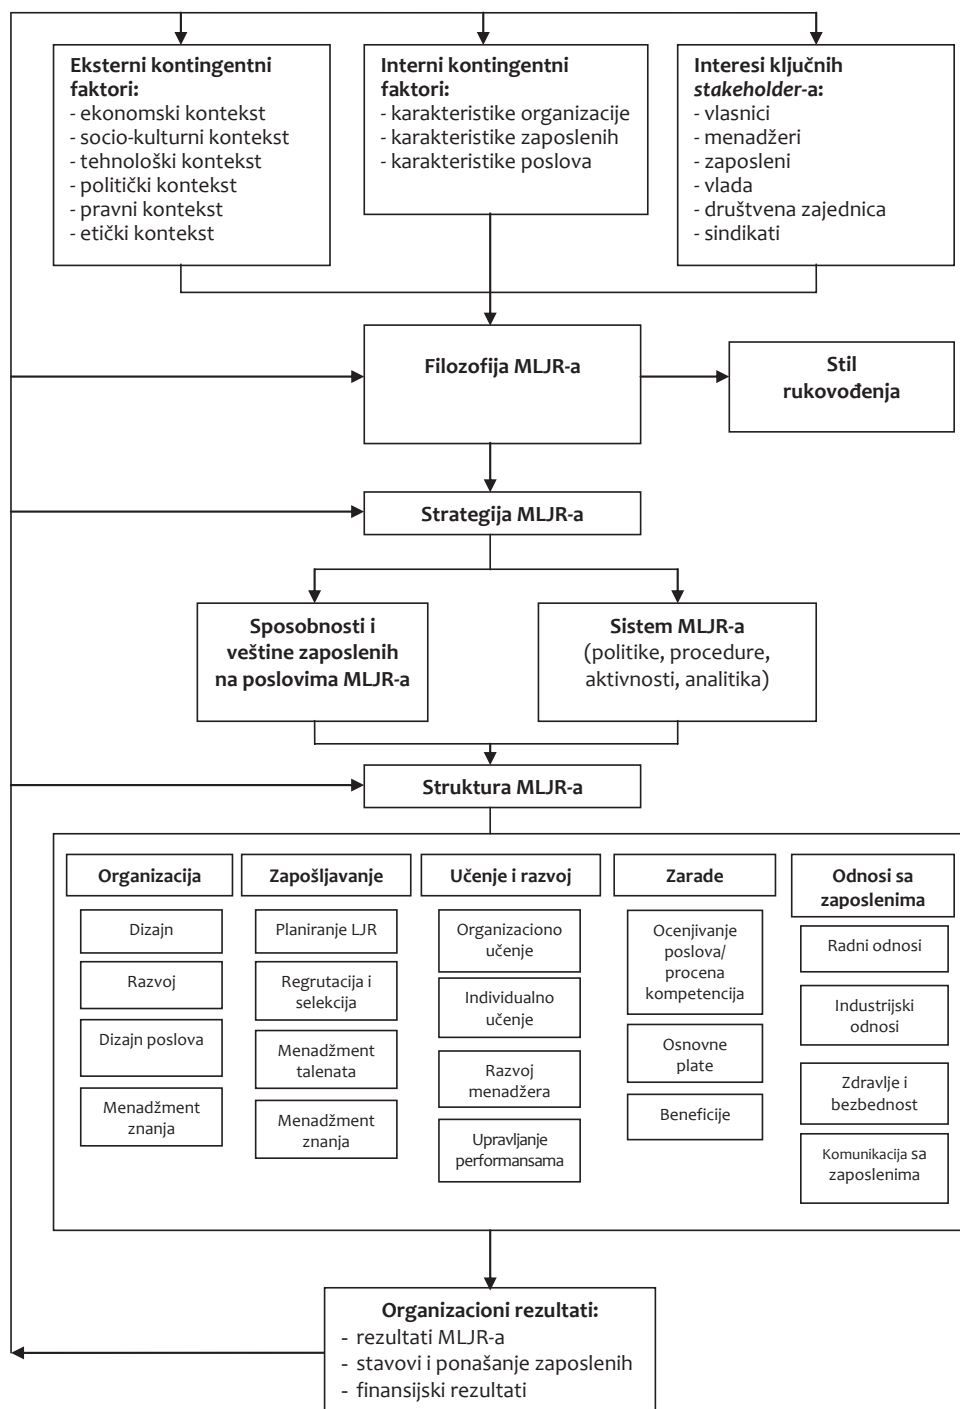 Eksterni kontingentni
faktori:
- ekonomski kontekst
- socio-kulturni kontekst
- tehnološki kontekst
- politički kontekst
- pravni kontekst
- etički kontekst
Interni kontingentni
faktori:
- karakteristike organizacije
- karakteristike zaposlenih
- karakteristike poslova
Interesi ključnih
stakeholder-a:
- vlasnici
- menadžeri
- zaposleni
- vlada
- društvena zajednica
- sindikati
Filozofija MLJR-a
Stil
rukovođenja
Strategija MLJR-a
Sposobnosti i
veštine zaposlenih
na poslovima MLJR-a
Sistem MLJR-a
(politike, procedure,
aktivnosti, analitika)
Struktura MLJR-a
Organizacija
Dizajn
Razvoj
Dizajn poslova
Menadžment
znanja
Zapošljavanje
Planiranje LJR
Regrutacija i
selekcija
Menadžment
talenata
Menadžment
znanja
Učenje i razvoj
Organizaciono
učenje
Individualno
učenje
Razvoj
menadžera
Upravljanje
performansama
Zarade
Ocenjivanje
poslova/
procena
kompetencija
Osnovne
plate
Beneficije
Odnosi sa
zaposlenima
Radni odnosi
Industrijski
odnosi
Zdravlje i
bezbednost
Komunikacija sa
zaposlenima
Organizacioni rezultati:
- rezultati MLJR-a
- stavovi i ponašanje zaposlenih
- finansijski rezultati